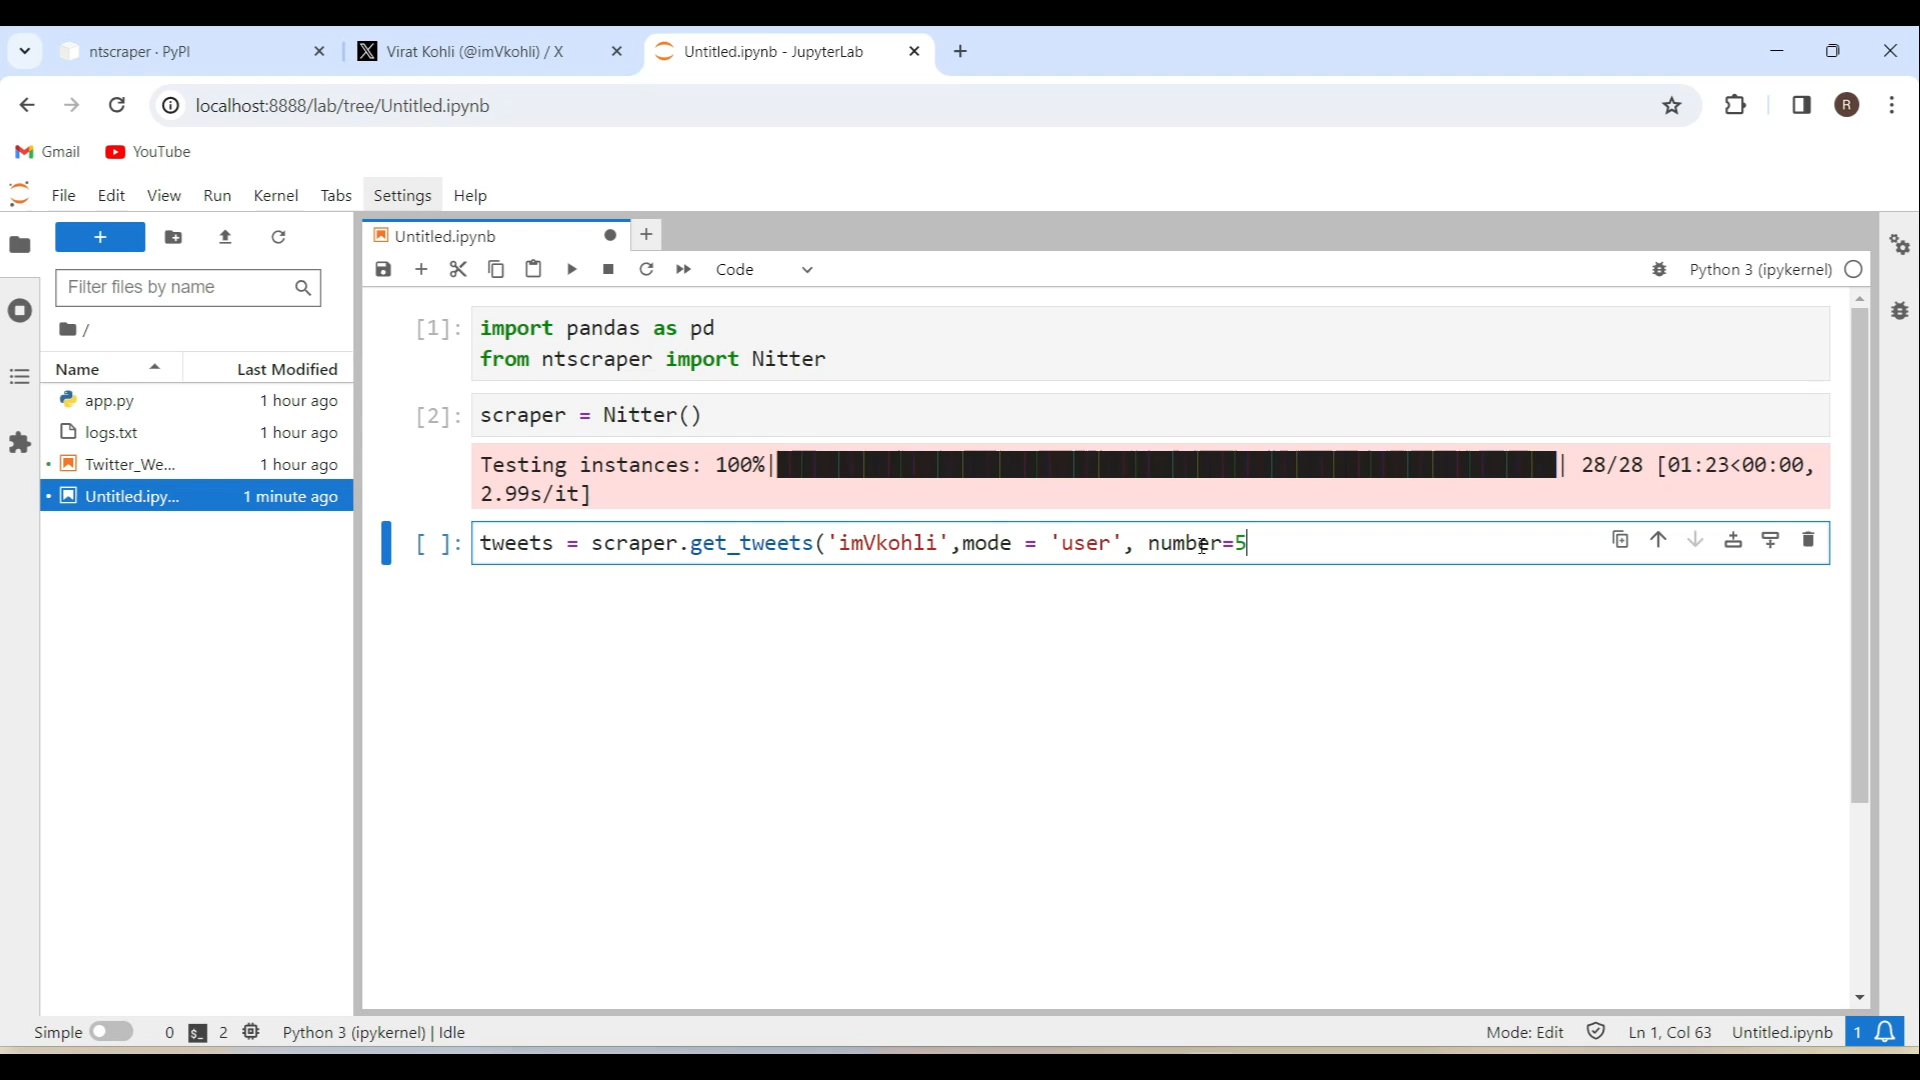 ntscraper · PyPI
Virat Kohli (@imVkohli) / X
Untitled.ipynb - JupyterLab
localhost:8888/lab/tree/Untitled.ipynb
R
Gmail
YouTube
File Edit View Run Kernel Tabs Settings Help
Untitled.ipynb
Code
Python 3 (ipykernel)
Filter files by name
/
Name Last Modified
app.py 1 hour ago
logs.txt 1 hour ago
Twitter_We... 1 hour ago
Untitled.ipy... 1 minute ago
[1]: import pandas as pd
from ntscraper import Nitter
[2]: scraper = Nitter()
Testing instances: 100%| | 28/28 [01:23<00:00,
2.99s/it]
[ ]: tweets = scraper.get_tweets('imVkohli',mode = 'user', number=5
Simple 0 $_ 2 Python 3 (ipykernel) | Idle Mode: Edit Ln 1, Col 63 Untitled.ipynb 1